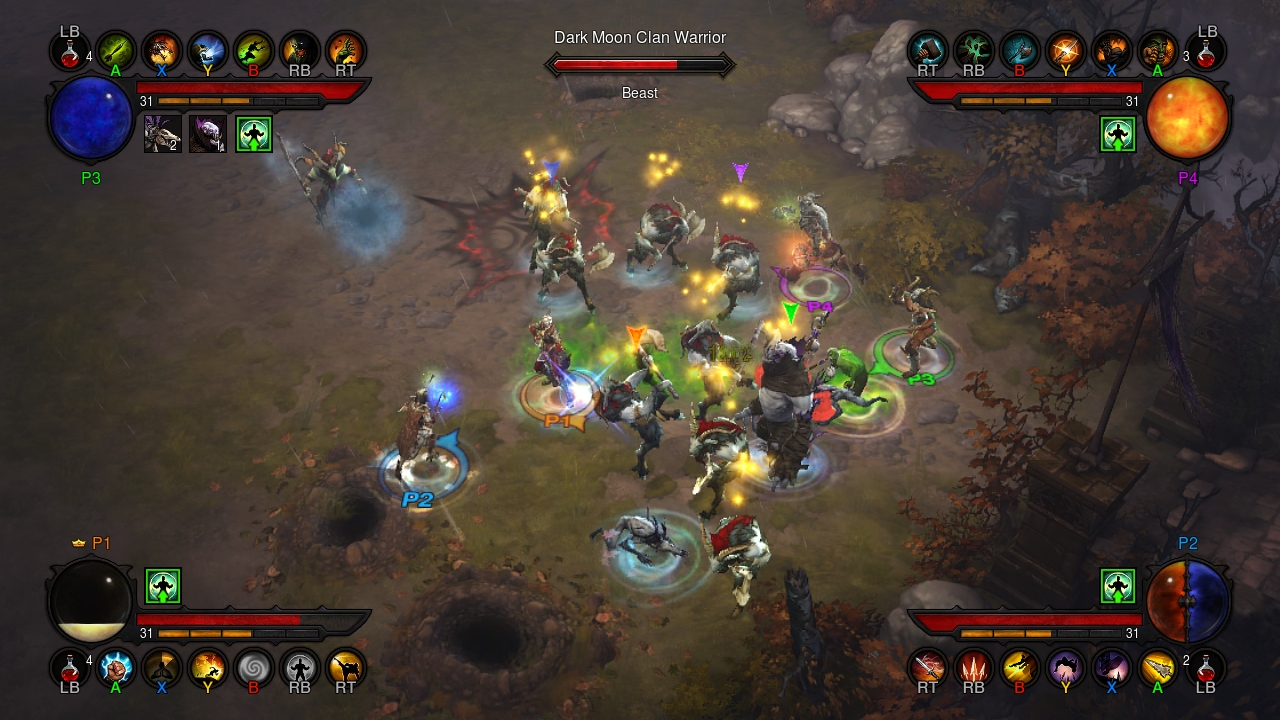 LB
4
A X Y B RB RT
31
2
P3
Dark Moon Clan Warrior
Beast
LB
RT RB B Y X A
3
31
P4
P4
P3
P1
P2
P1
31
4
LB A X Y B RB RT
P2
31
2
RT RB B Y X A LB